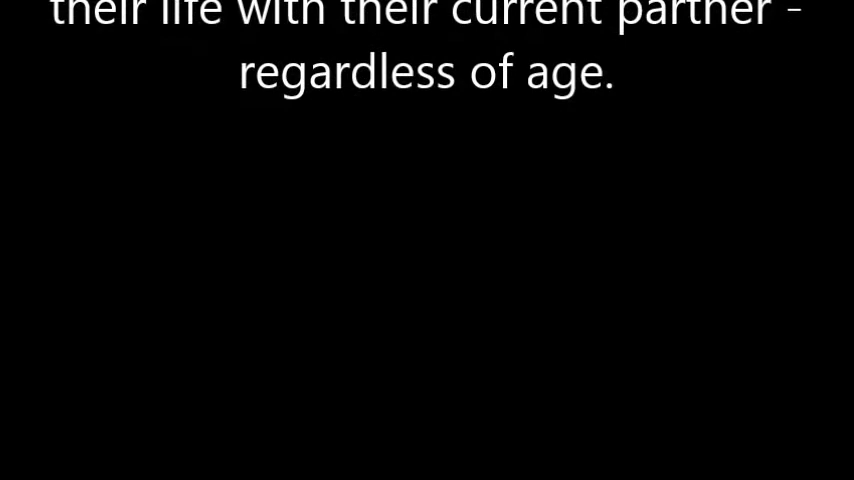 their life with their current partner -
regardless of age.